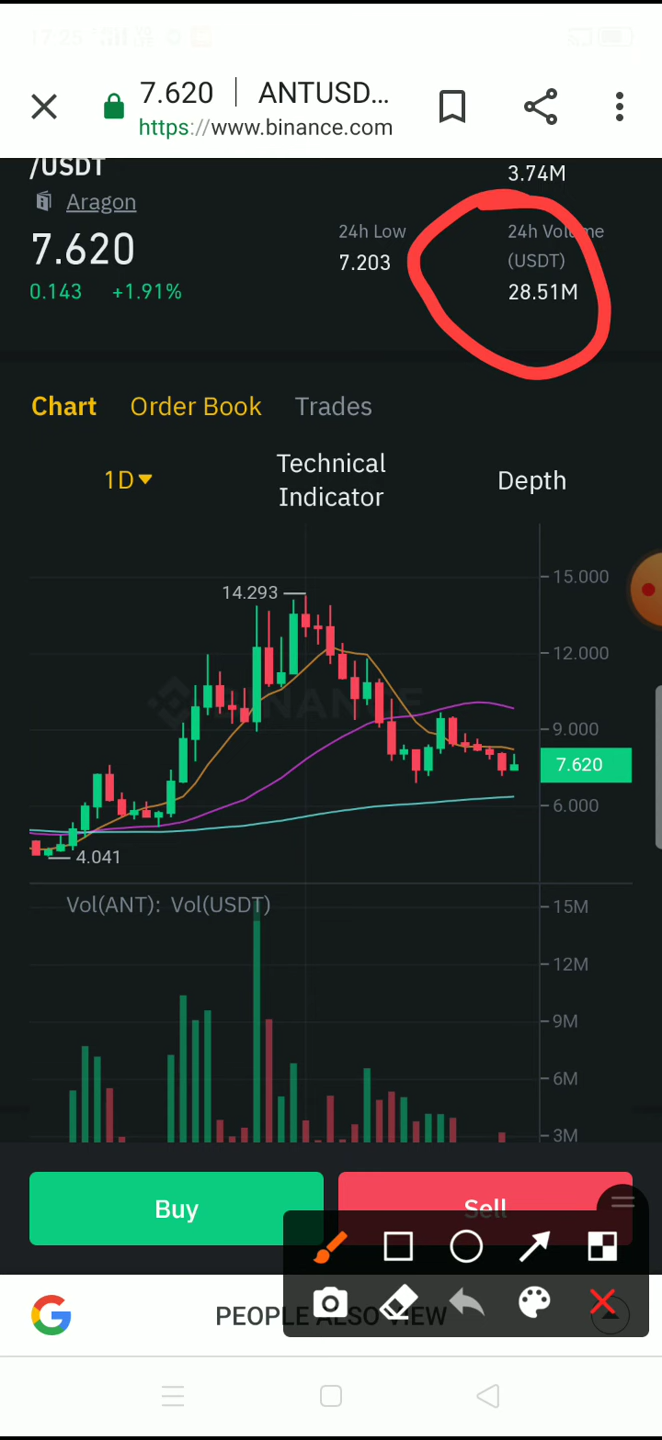 17:25
7.620 | ANTUSD...
https://www.binance.com
/USDT
3.74M
Aragon
7.620
0.143 +1.91%
24h Low
7.203
24h Volume
(USDT)
28.51M
Chart
Order Book
Trades
1D
Technical
Indicator
Depth
15.000
14.293
12.000
BINANCE
9.000
7.620
6.000
4.041
Vol(ANT): Vol(USDT)
15M
12M
9M
6M
3M
Buy
Sell
PEOPLE ALSO VIEW